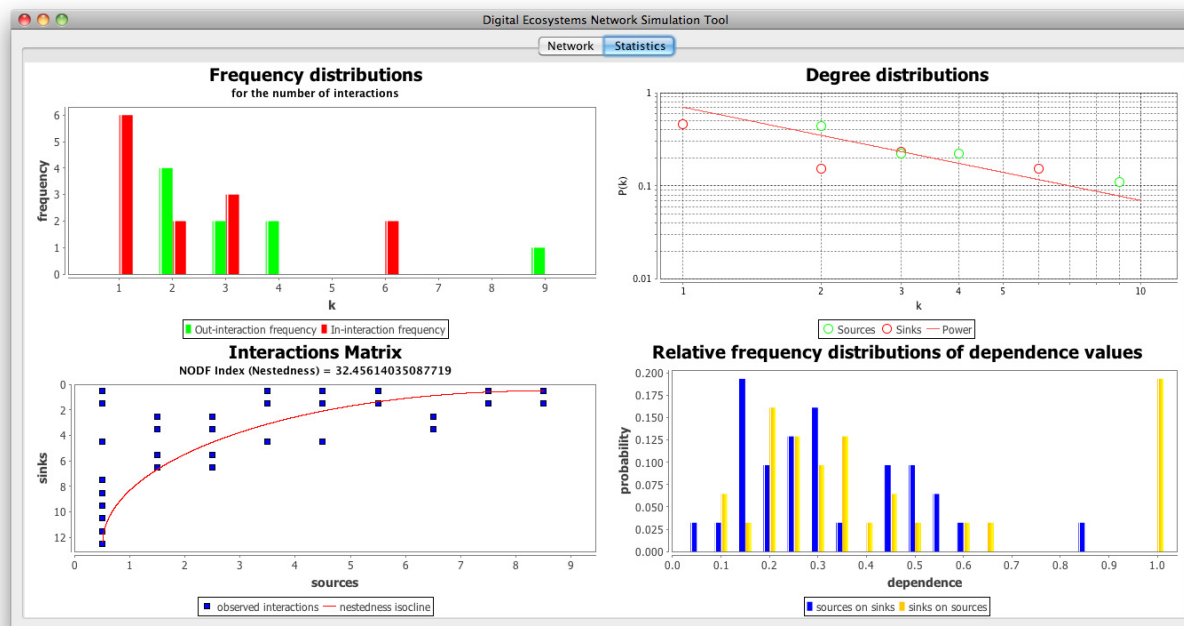 Digital Ecosystems Network Simulation Tool
Network Statistics
Frequency distributions
for the number of interactions
frequency
6
5
4
3
2
1
0
1 2 3 4 5 6 7 8 9
k
Out-interaction frequency In-interaction frequency
Degree distributions
P(k)
1
0.1
0.01
1 2 3 4 5 10
k
Sources Sinks Power
Interactions Matrix
NODF Index (Nestedness) = 32.45614035087719
sinks
0
2
4
6
8
10
12
0 1 2 3 4 5 6 7 8 9
sources
observed interactions nestedness isocline
Relative frequency distributions of dependence values
probability
0.200
0.175
0.150
0.125
0.100
0.075
0.050
0.025
0.000
0.0 0.1 0.2 0.3 0.4 0.5 0.6 0.7 0.8 0.9 1.0
dependence
sources on sinks sinks on sources